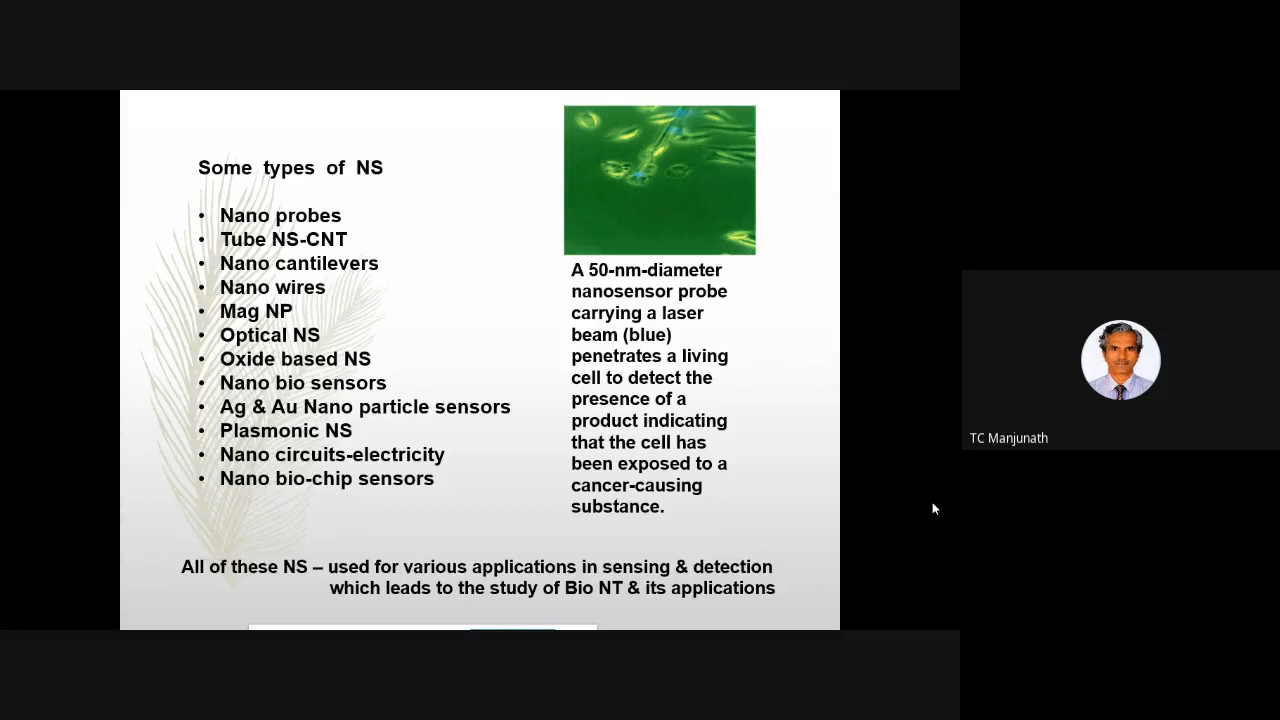 Some types of NS
• Nano probes
• Tube NS-CNT
• Nano cantilevers
• Nano wires
• Mag NP
• Optical NS
• Oxide based NS
• Nano bio sensors
• Ag & Au Nano particle sensors
• Plasmonic NS
• Nano circuits-electricity
• Nano bio-chip sensors
A 50-nm-diameter
nanosensor probe
carrying a laser
beam (blue)
penetrates a living
cell to detect the
presence of a
product indicating
that the cell has
been exposed to a
cancer-causing
substance.
All of these NS – used for various applications in sensing & detection
which leads to the study of Bio NT & its applications
TC Manjunath